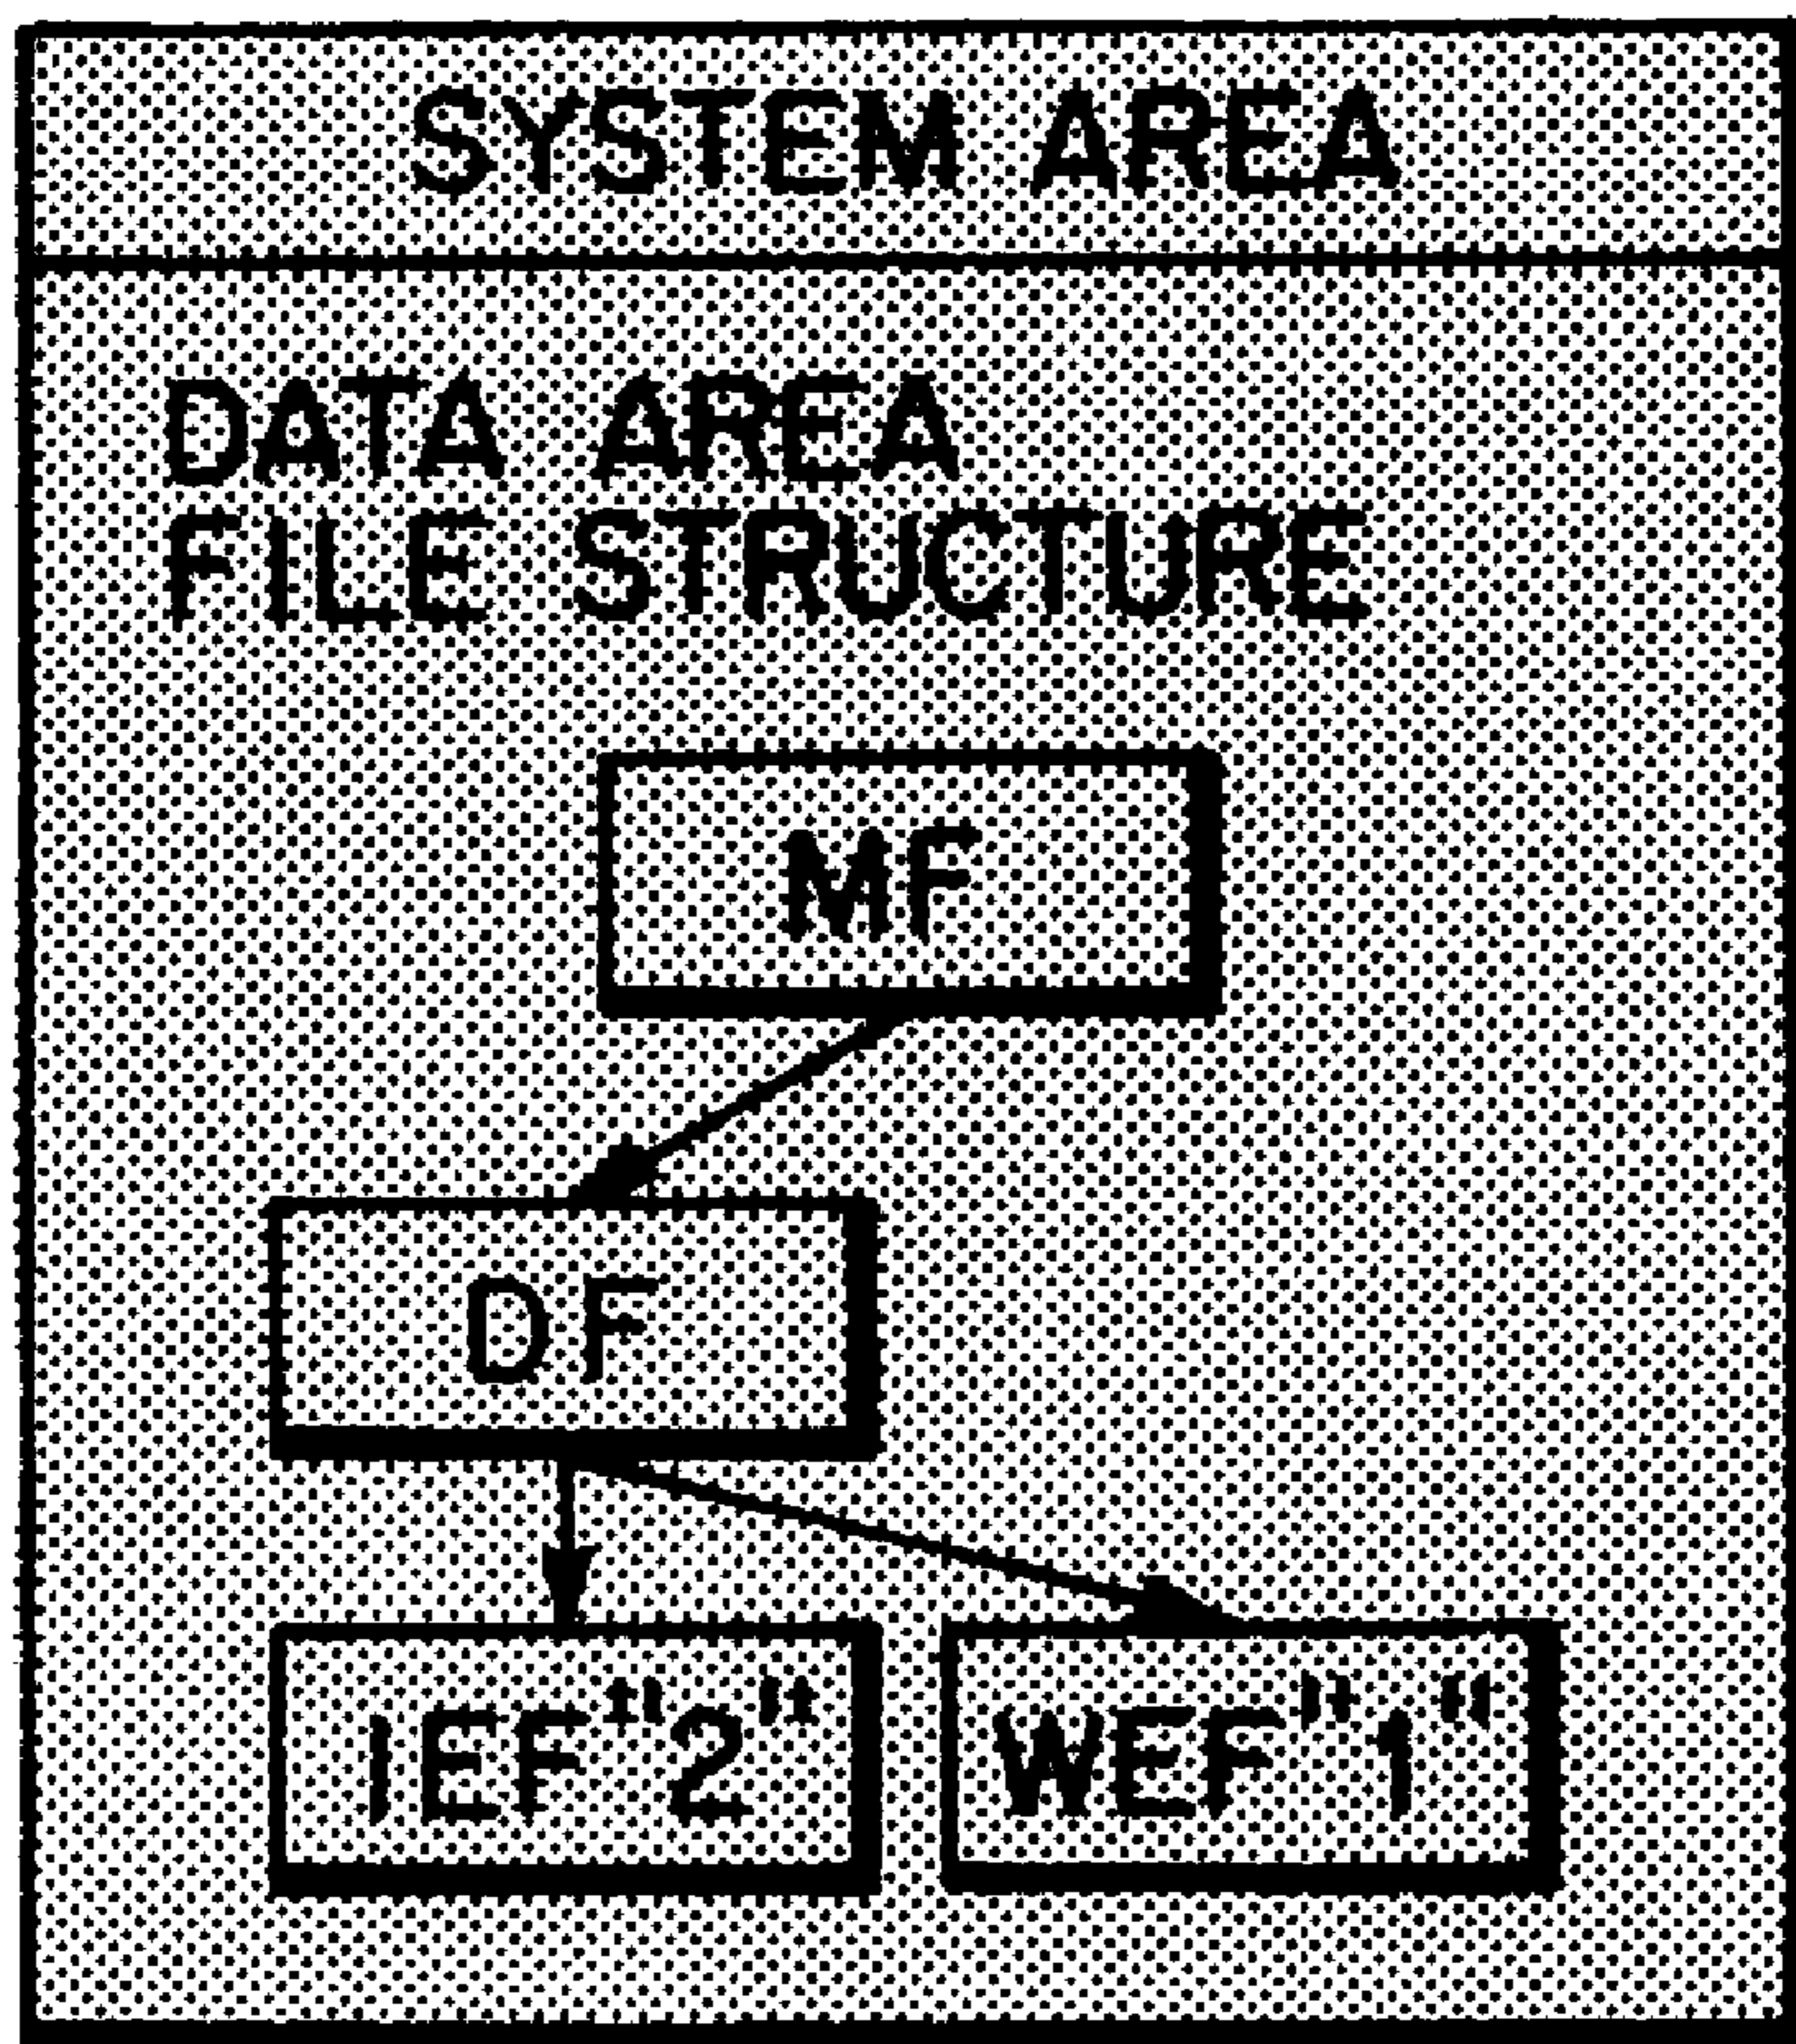 SYSTEM AREA
DATA AREA
FILE STRUCTURE
MF
DF
IEF"2" WEF"1"